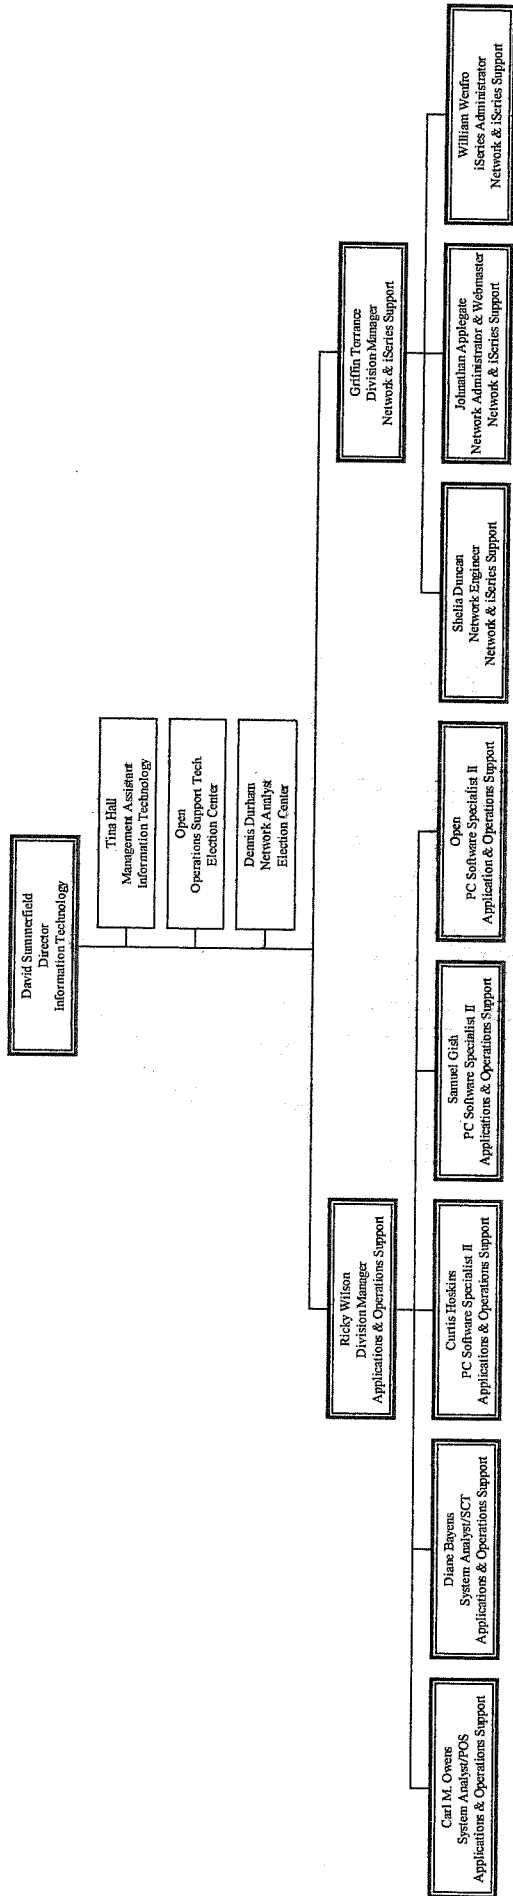 David Summerfield
Director
Information Technology
Tina Hall
Management Assistant
Information Technology
Open
Operations Support Tech
Election Center
Dennis Durham
Network Analyst
Election Center
Ricky Wilson
Division Manager
Applications & Operations Support
Griffin Torrance
Division Manager
Network & iSeries Support
Carl M. Owens
System Analyst/POS
Applications & Operations Support
Diane Bayens
System Analyst/SCT
Applications & Operations Support
Curtis Hoskins
PC Software Specialist II
Applications & Operations Support
Samuel Gish
PC Software Specialist II
Applications & Operations Support
Open
PC Software Specialist II
Application & Operations Support
Shelia Duncan
Network Engineer
Network & iSeries Support
Johnathan Applegate
Network Administrator & Webmaster
Network & iSeries Support
William Wenfro
iSeries Administrator
Network & iSeries Support